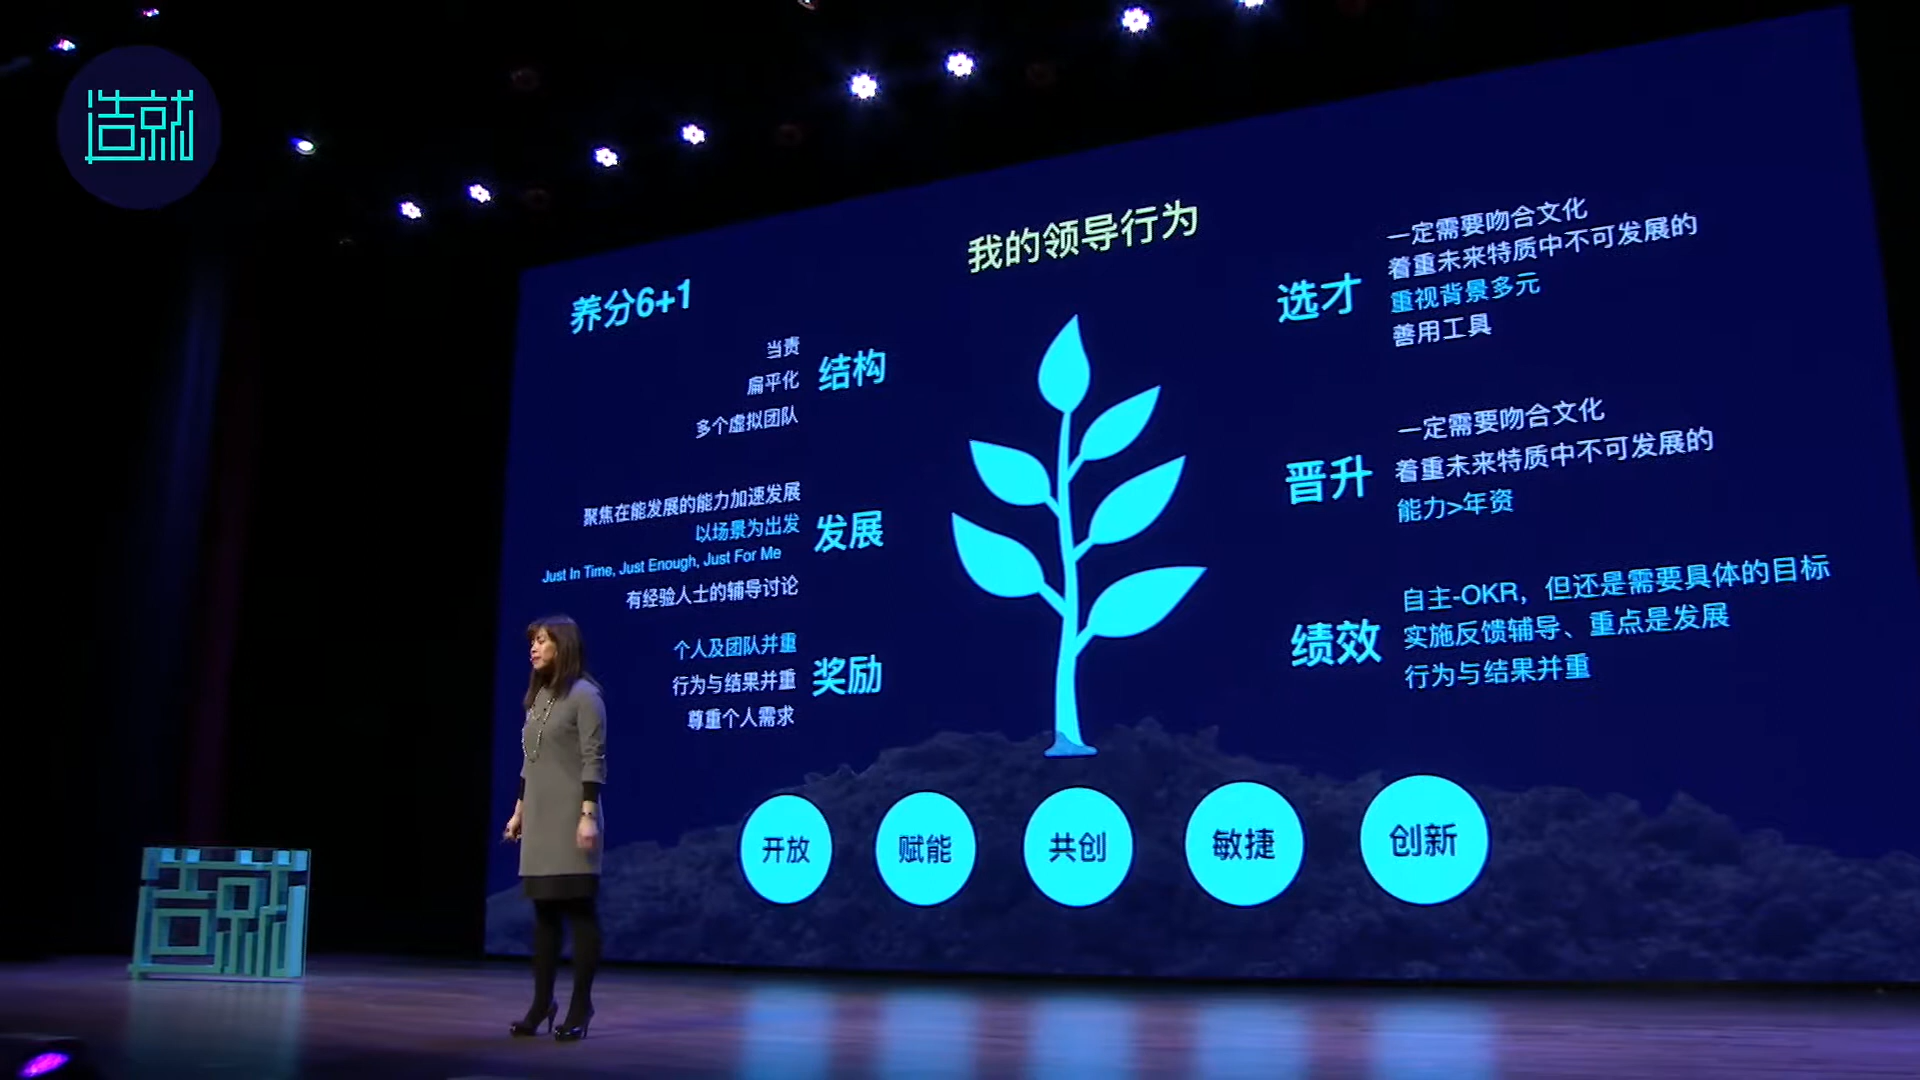 造就
我的领导行为
养分6+1
当责
扁平化
多个虚拟团队
结构
聚焦在能发展的能力加速发展
以场景为出发
Just In Time, Just Enough, Just For Me
有经验人士的辅导讨论
发展
个人及团队并重
行为与结果并重
尊重个人需求
奖励
选才
一定需要吻合文化
着重未来特质中不可发展的
重视背景多元
善用工具
晋升
一定需要吻合文化
着重未来特质中不可发展的
能力>年资
绩效
自主-OKR，但还是需要具体的目标
实施反馈辅导、重点是发展
行为与结果并重
开放
赋能
共创
敏捷
创新
造就